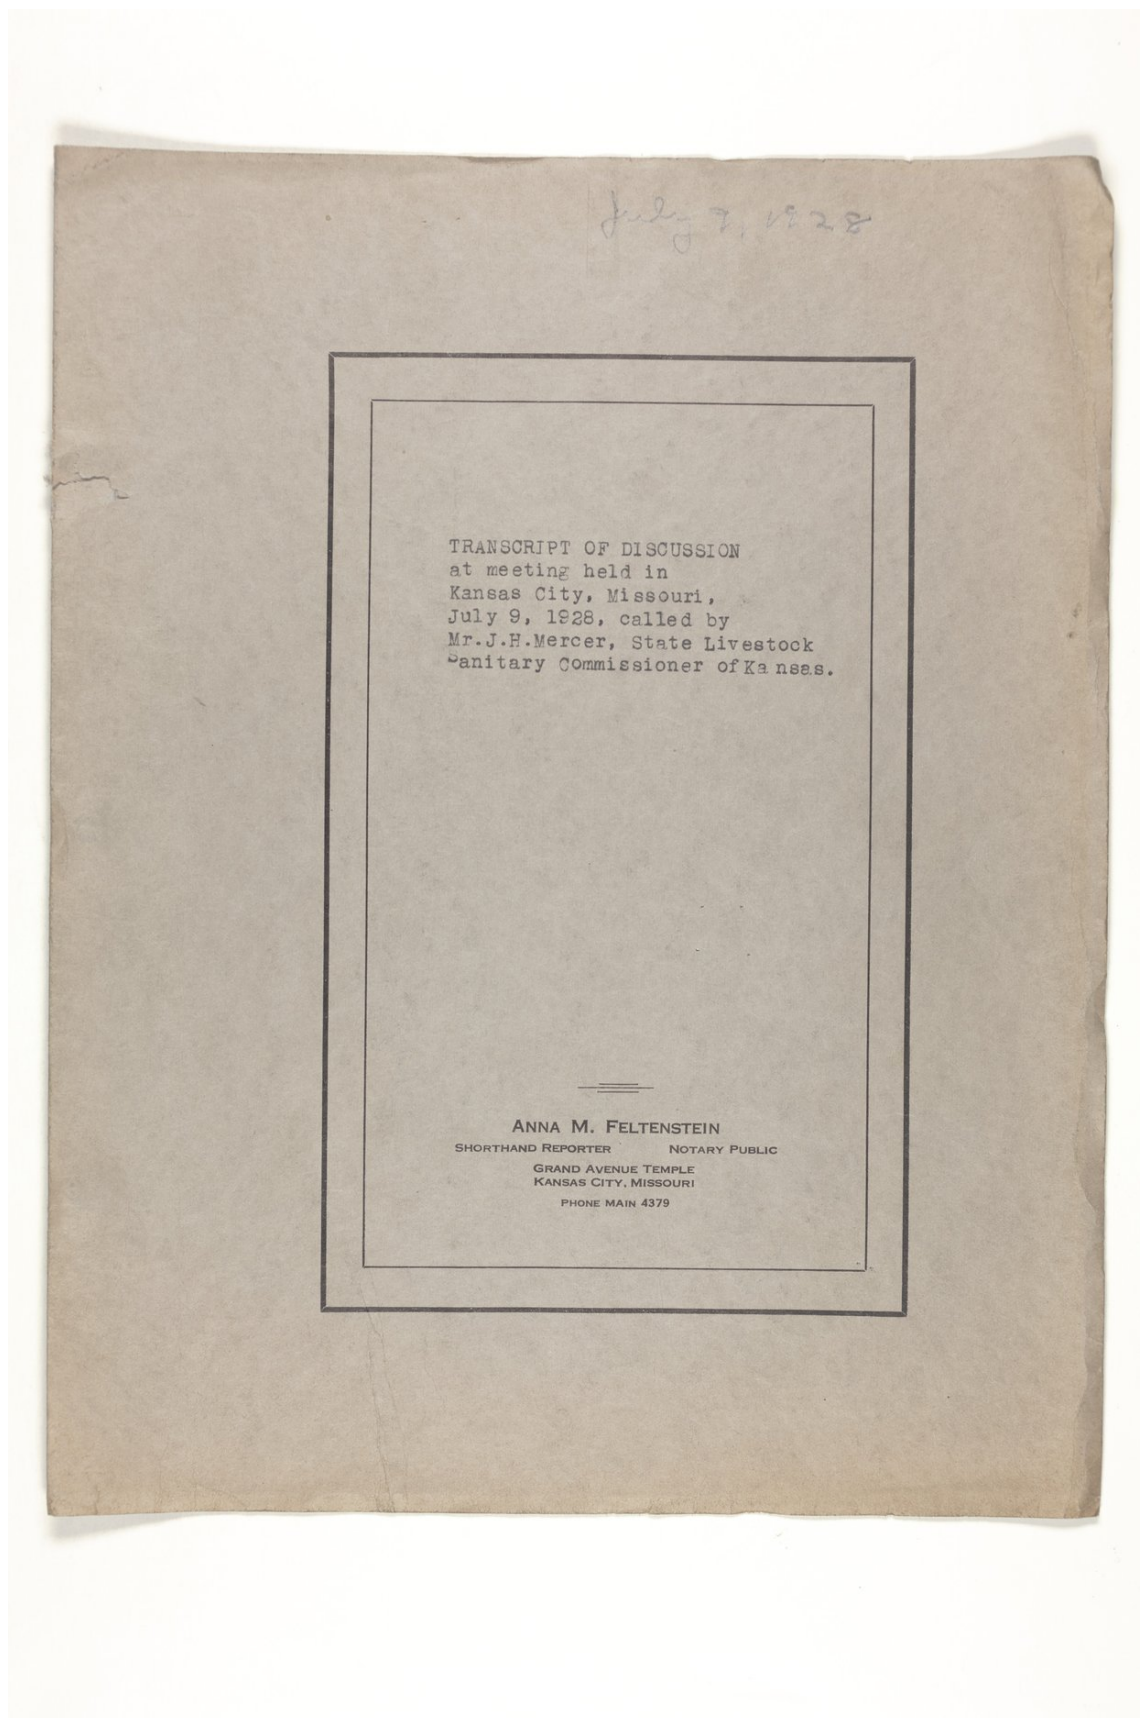 July 9, 1928
TRANSCRIPT OF DISCUSSION
at meeting held in
Kansas City, Missouri,
July 9, 1928, called by
Mr.J.H.Mercer, State Livestock
Sanitary Commissioner of Kansas.
ANNA M. FELTENSTEIN
SHORTHAND REPORTER NOTARY PUBLIC
GRAND AVENUE TEMPLE
KANSAS CITY, MISSOURI
PHONE MAIN 4379